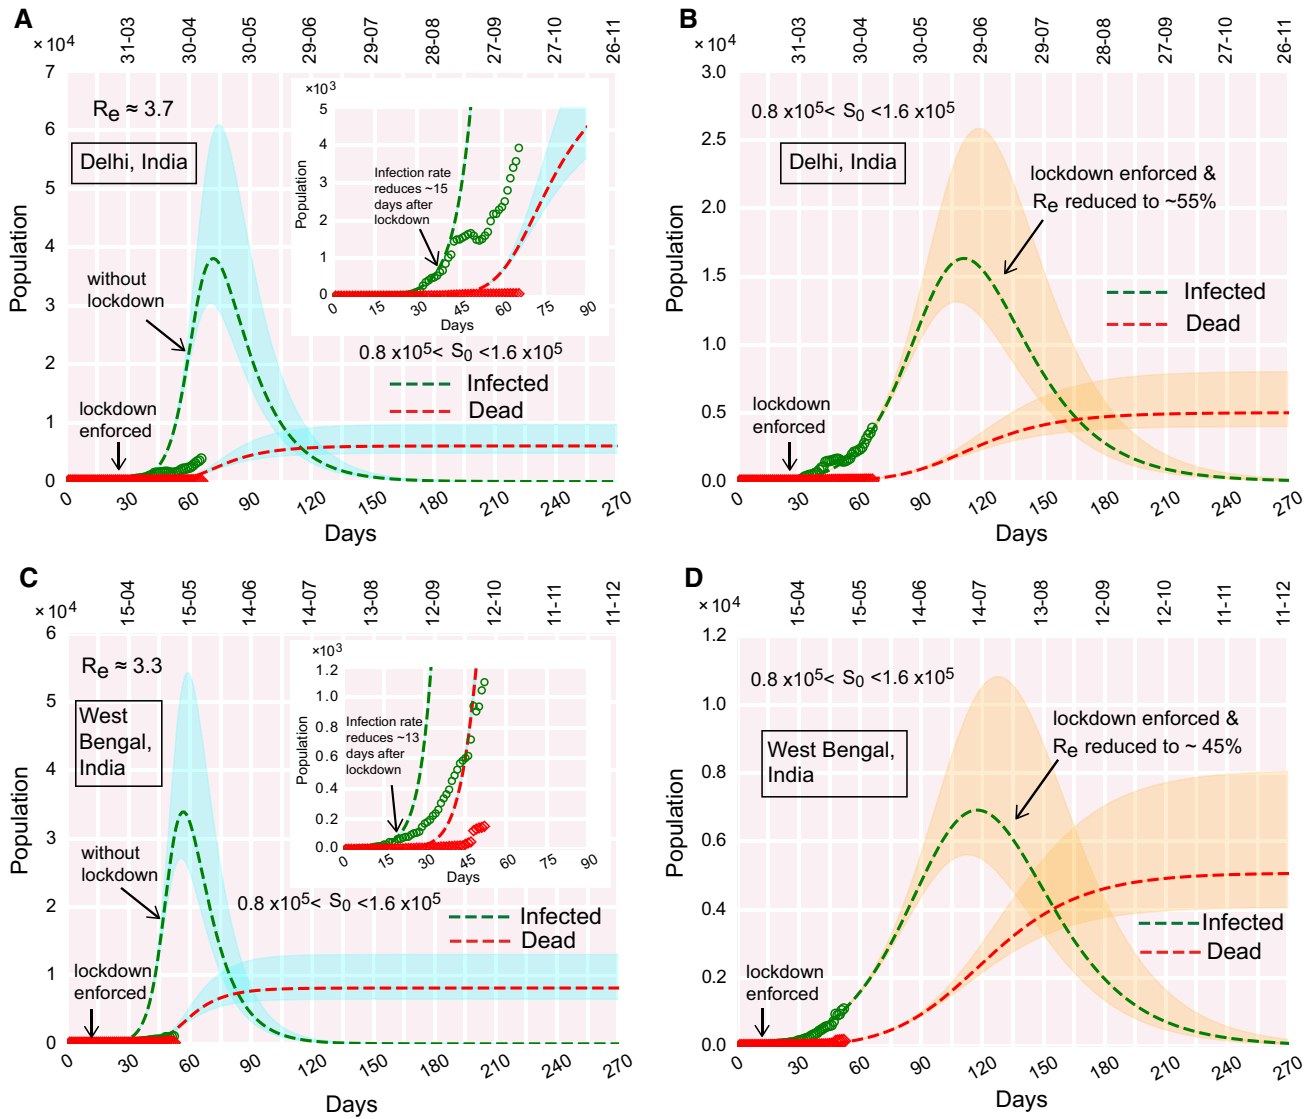 A
31-03 30-04 30-05 29-06 29-07 28-08 27-09 27-10 26-11
×10⁴
7
6
5
4
3
2
1
0
Population
Rₑ ≈ 3.7
Delhi, India
without
lockdown
lockdown
enforced
×10³
5
4
3
2
1
0
Population
Infection rate
reduces ~15
days after
lockdown
0 15 30 45 60 75 90
Days
0.8 x10⁵< S₀ <1.6 x10⁵
Infected
Dead
0 30 60 90 120 150 180 210 240 270
Days
B
31-03 30-04 30-05 29-06 29-07 28-08 27-09 27-10 26-11
×10⁴
3.0
2.5
2.0
1.5
1.0
0.5
0.0
Population
0.8 x10⁵< S₀ <1.6 x10⁵
Delhi, India
lockdown enforced &
Rₑ reduced to ~55%
Infected
Dead
lockdown
enforced
0 30 60 90 120 150 180 210 240 270
Days
C
15-04 15-05 14-06 14-07 13-08 12-09 12-10 11-11 11-12
×10⁴
6
5
4
3
2
1
0
Population
Rₑ ≈ 3.3
West
Bengal,
India
without
lockdown
lockdown
enforced
×10³
1.2
1.0
0.8
0.6
0.4
0.2
0.0
Population
Infection rate
reduces ~13
days after
lockdown
0 15 30 45 60 75 90
Days
0.8 x10⁵< S₀ <1.6 x10⁵
Infected
Dead
0 30 60 90 120 150 180 210 240 270
Days
D
15-04 15-05 14-06 14-07 13-08 12-09 12-10 11-11 11-12
×10⁴
1.2
1.0
0.8
0.6
0.4
0.2
0.0
Population
0.8 x10⁵< S₀ <1.6 x10⁵
West Bengal,
India
lockdown enforced &
Rₑ reduced to ~ 45%
Infected
Dead
lockdown
enforced
0 30 60 90 120 150 180 210 240 270
Days